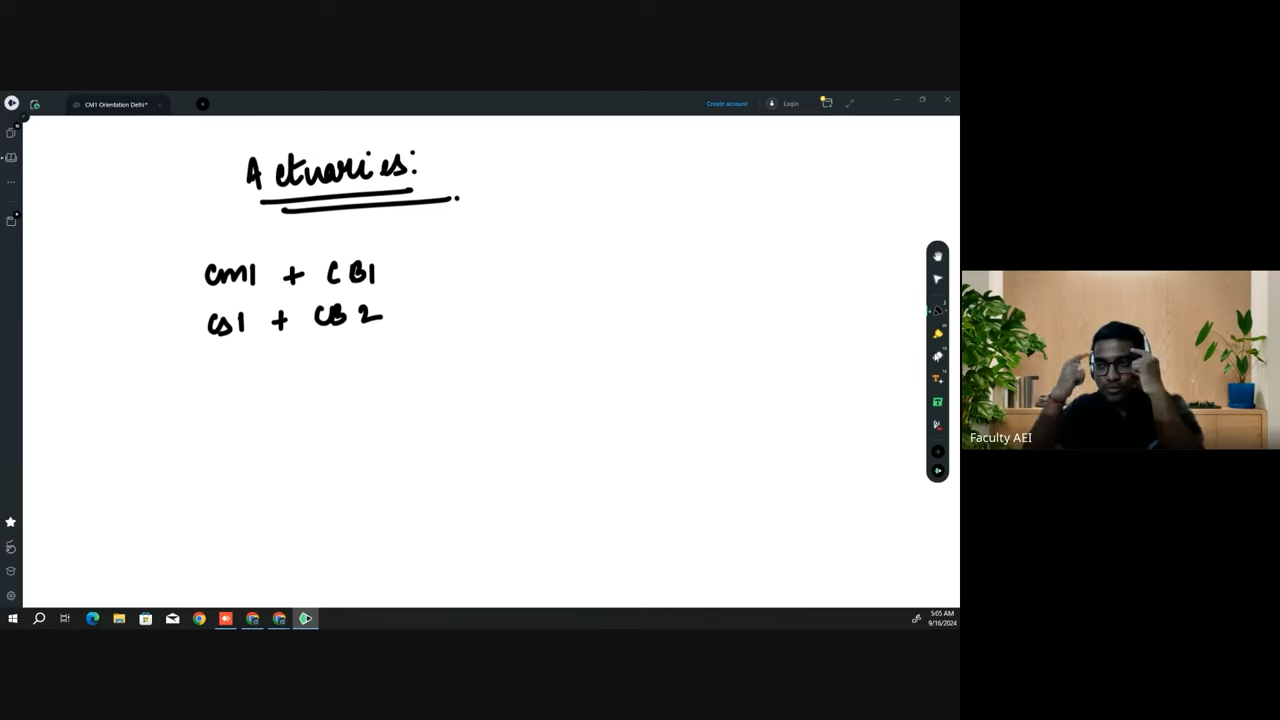 CM1 Orientation Delhi*
Create account
Login
Actuaries:
CM1 + CB1
CS1 + CB2
Faculty AEI
5:05 AM
9/16/2024